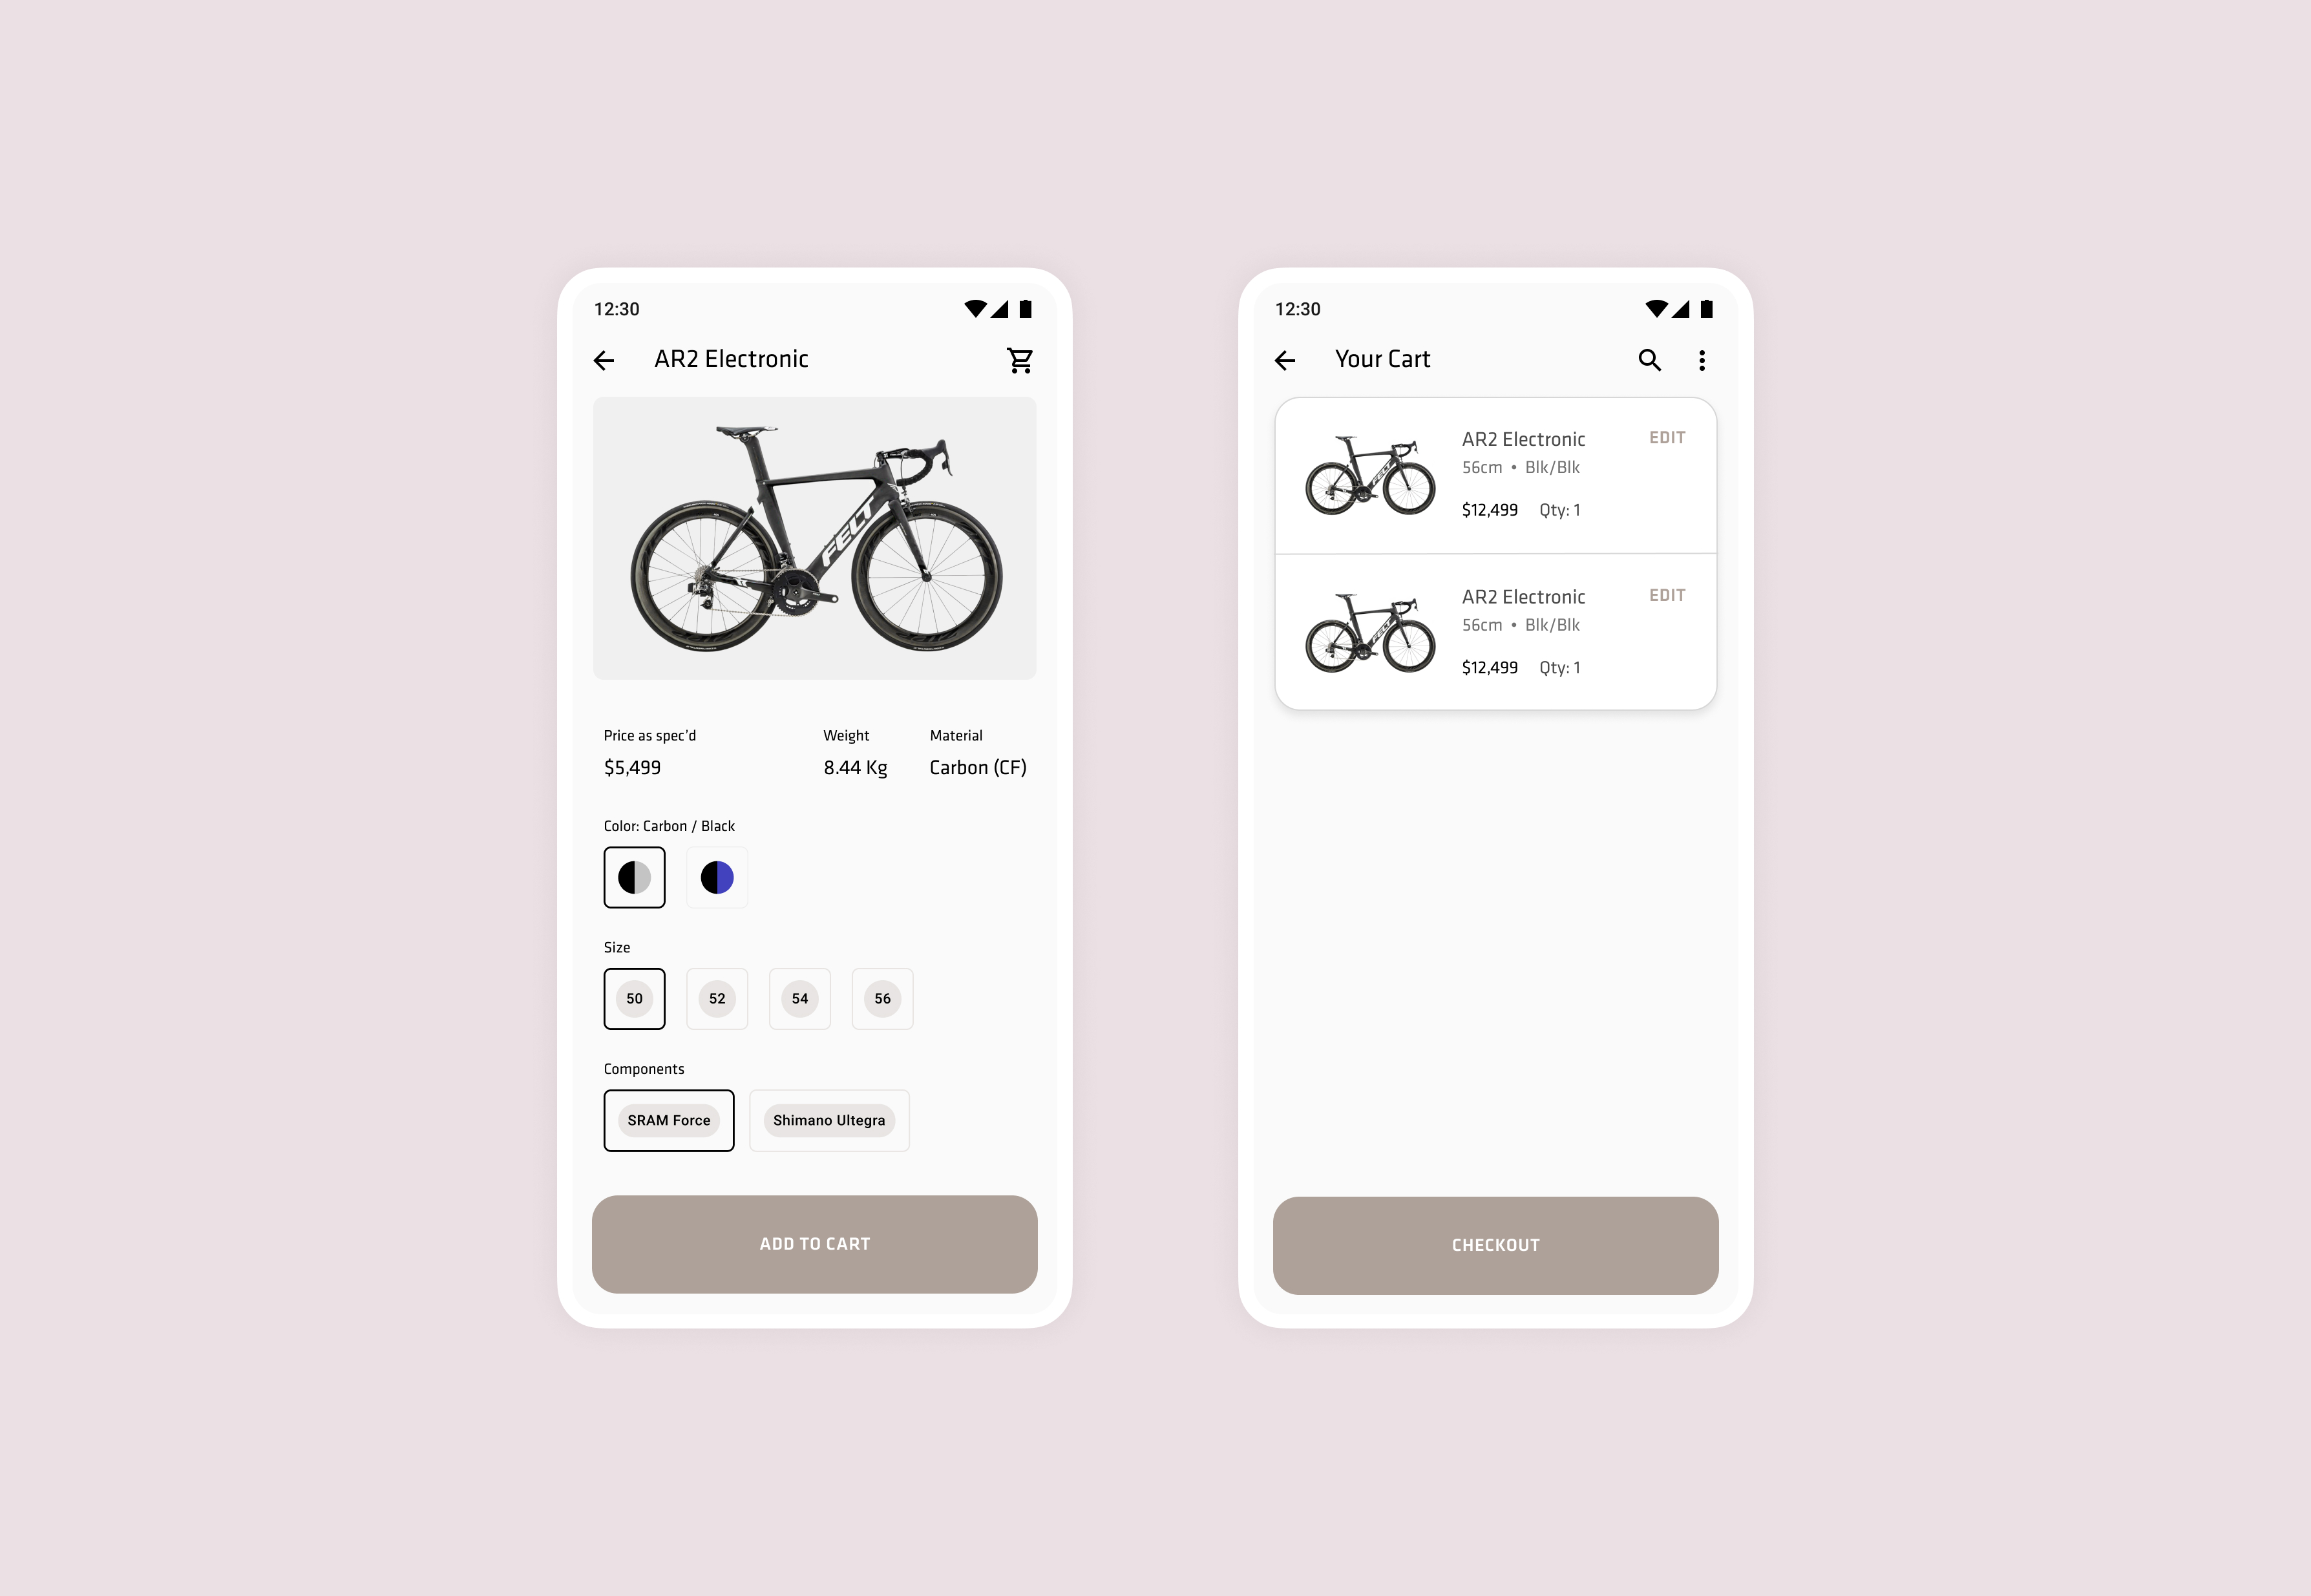 12:30
AR2 Electronic
FELT
Price as spec'd
Weight
Material
$5,499
8.44 Kg
Carbon (CF)
Color: Carbon / Black
Size
50
52
54
56
Components
SRAM Force
Shimano Ultegra
ADD TO CART
12:30
Your Cart
FELT
AR2 Electronic
EDIT
56cm • Blk/Blk
$12,499
Qty: 1
FELT
AR2 Electronic
EDIT
56cm • Blk/Blk
$12,499
Qty: 1
CHECKOUT